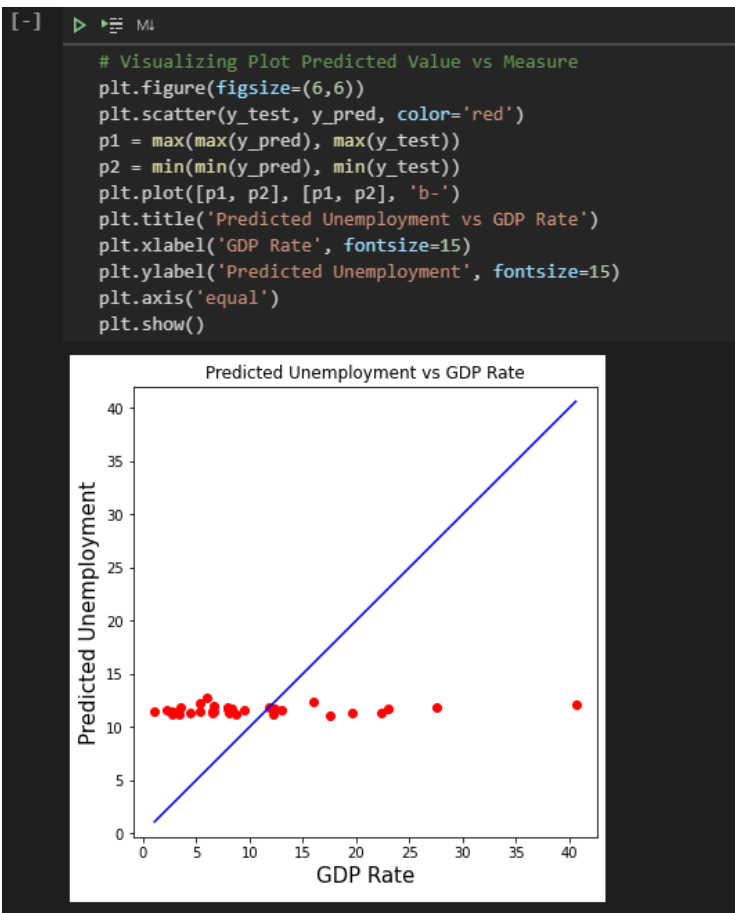 [-]
M↓
# Visualizing Plot Predicted Value vs Measure
plt.figure(figsize=(6,6))
plt.scatter(y_test, y_pred, color='red')
p1 = max(max(y_pred), max(y_test))
p2 = min(min(y_pred), min(y_test))
plt.plot([p1, p2], [p1, p2], 'b-')
plt.title('Predicted Unemployment vs GDP Rate')
plt.xlabel('GDP Rate', fontsize=15)
plt.ylabel('Predicted Unemployment', fontsize=15)
plt.axis('equal')
plt.show()
Predicted Unemployment vs GDP Rate
Predicted Unemployment
40
35
30
25
20
15
10
5
0
0 5 10 15 20 25 30 35 40
GDP Rate